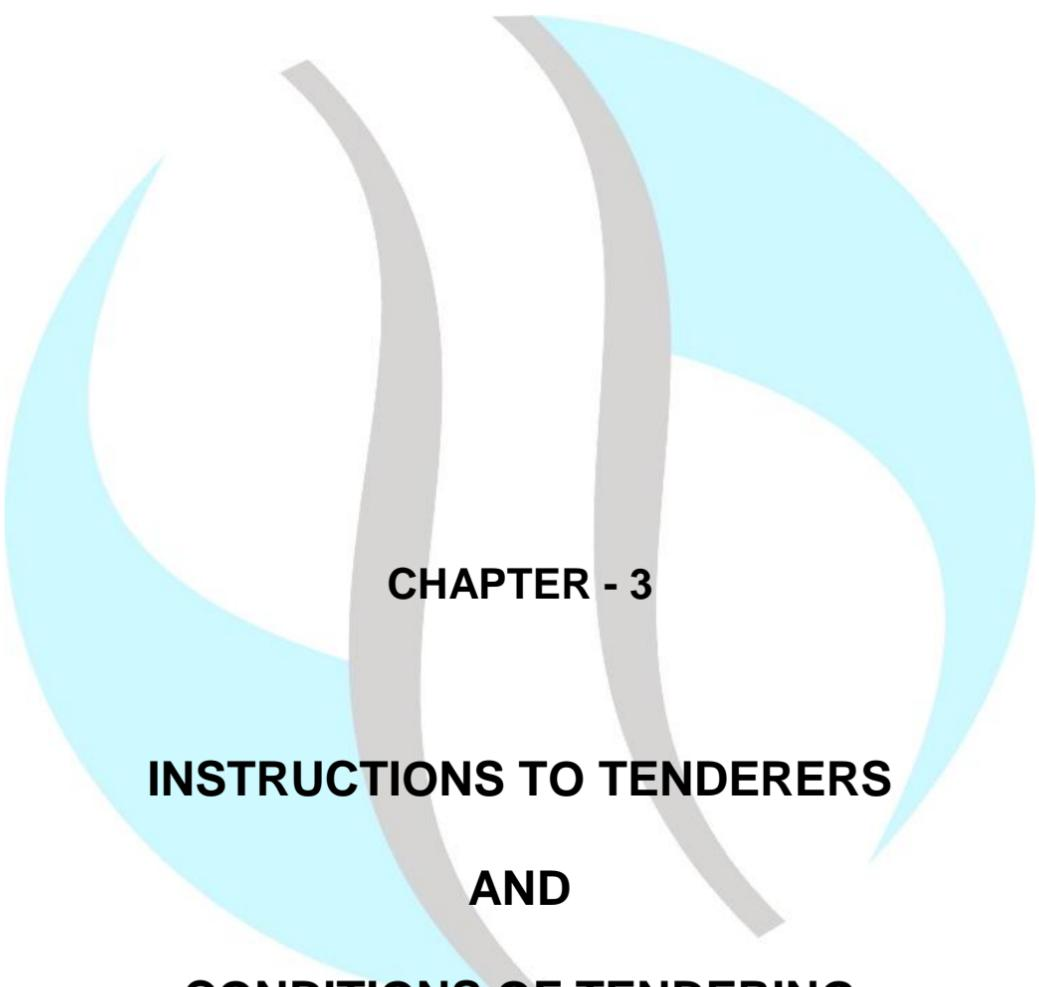 CHAPTER - 3
INSTRUCTIONS TO TENDERERS
AND
CONDITIONS OF TENDERING